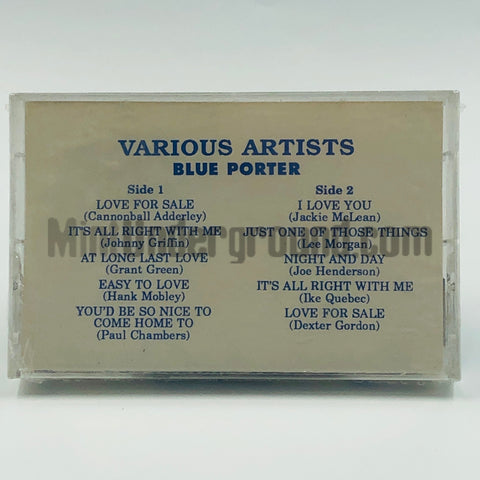 VARIOUS ARTISTS
BLUE PORTER
Side 1
LOVE FOR SALE
(Cannonball Adderley)
IT'S ALL RIGHT WITH ME
(Johnny Griffin)
AT LONG LAST LOVE
(Grant Green)
EASY TO LOVE
(Hank Mobley)
YOU'D BE SO NICE TO
COME HOME TO
(Paul Chambers)
Side 2
I LOVE YOU
(Jackie McLean)
JUST ONE OF THOSE THINGS
(Lee Morgan)
NIGHT AND DAY
(Joe Henderson)
IT'S ALL RIGHT WITH ME
(Ike Quebec)
LOVE FOR SALE
(Dexter Gordon)
MindUnderground.com